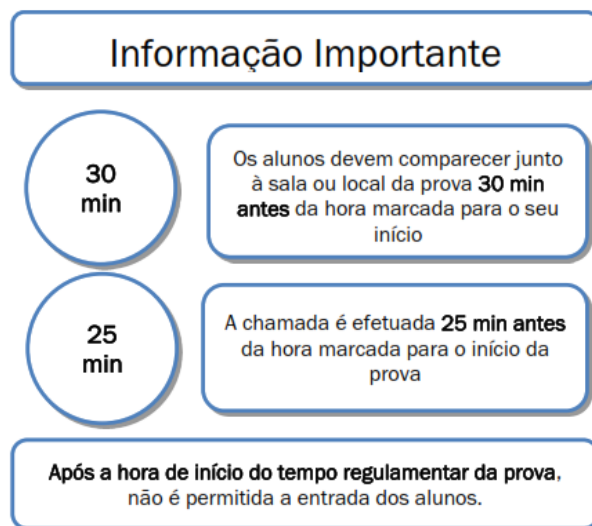 Informação Importante
30
min
Os alunos devem comparecer junto
à sala ou local da prova 30 min
antes da hora marcada para o seu
início
25
min
A chamada é efetuada 25 min antes
da hora marcada para o início da
prova
Após a hora de início do tempo regulamentar da prova,
não é permitida a entrada dos alunos.